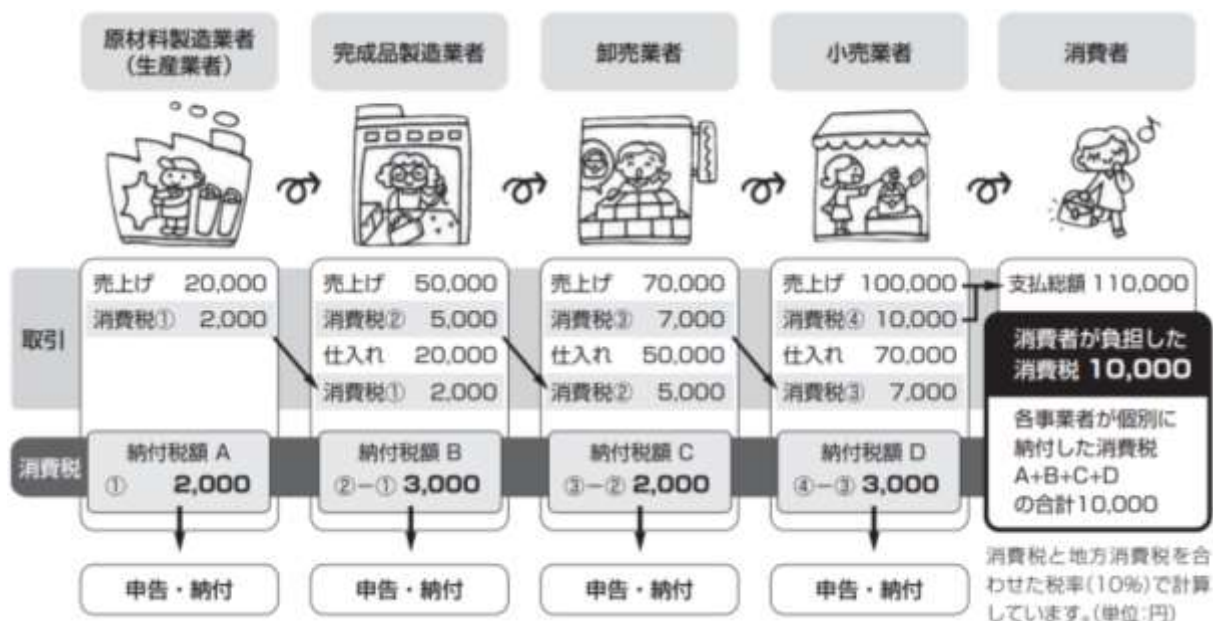 原材料製造業者
(生産業者)
完成品製造業者
卸売業者
小売業者
消費者
取引
売上げ 20,000
消費税① 2,000
売上げ 50,000
消費税② 5,000
仕入れ 20,000
消費税① 2,000
売上げ 70,000
消費税③ 7,000
仕入れ 50,000
消費税② 5,000
売上げ 100,000
消費税④ 10,000
仕入れ 70,000
消費税③ 7,000
支払総額 110,000
消費者が負担した
消費税 10,000
各事業者が個別に
納付した消費税
A+B+C+D
の合計10,000
消費税
納付税額 A
① 2,000
納付税額 B
②−① 3,000
納付税額 C
③−② 2,000
納付税額 D
④−③ 3,000
申告・納付
申告・納付
申告・納付
申告・納付
消費税と地方消費税を合
わせた税率(10%)で計算
しています。(単位:円)